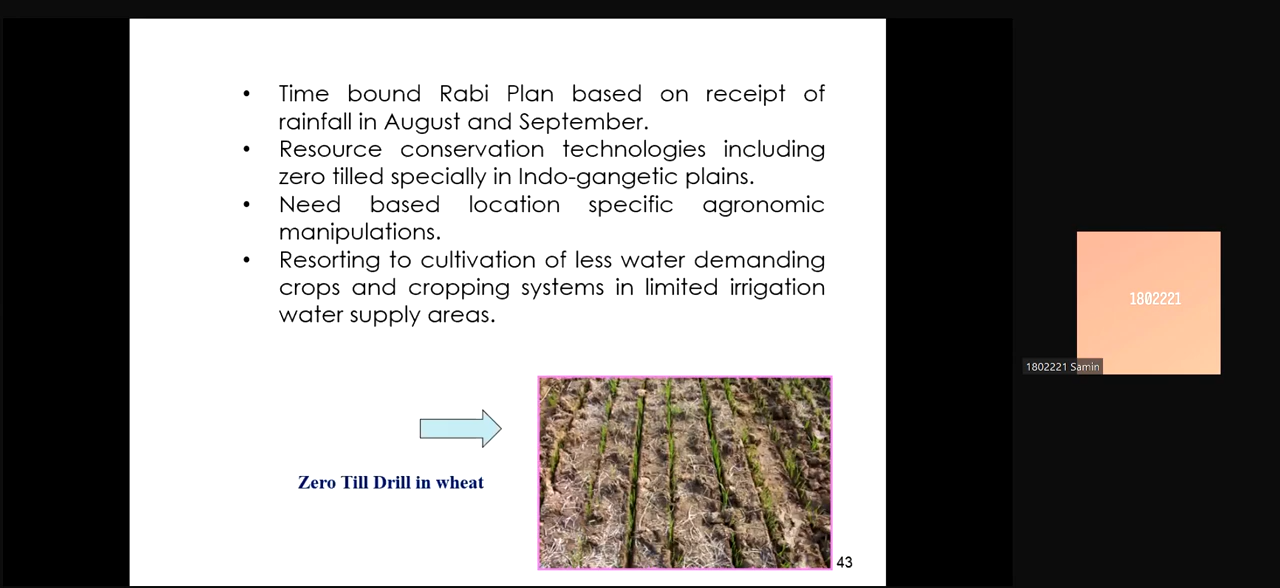 • Time bound Rabi Plan based on receipt of
rainfall in August and September.
• Resource conservation technologies including
zero tilled specially in Indo-gangetic plains.
• Need based location specific agronomic
manipulations.
• Resorting to cultivation of less water demanding
crops and cropping systems in limited irrigation
water supply areas.
Zero Till Drill in wheat
43
1802221
1802221 Samin